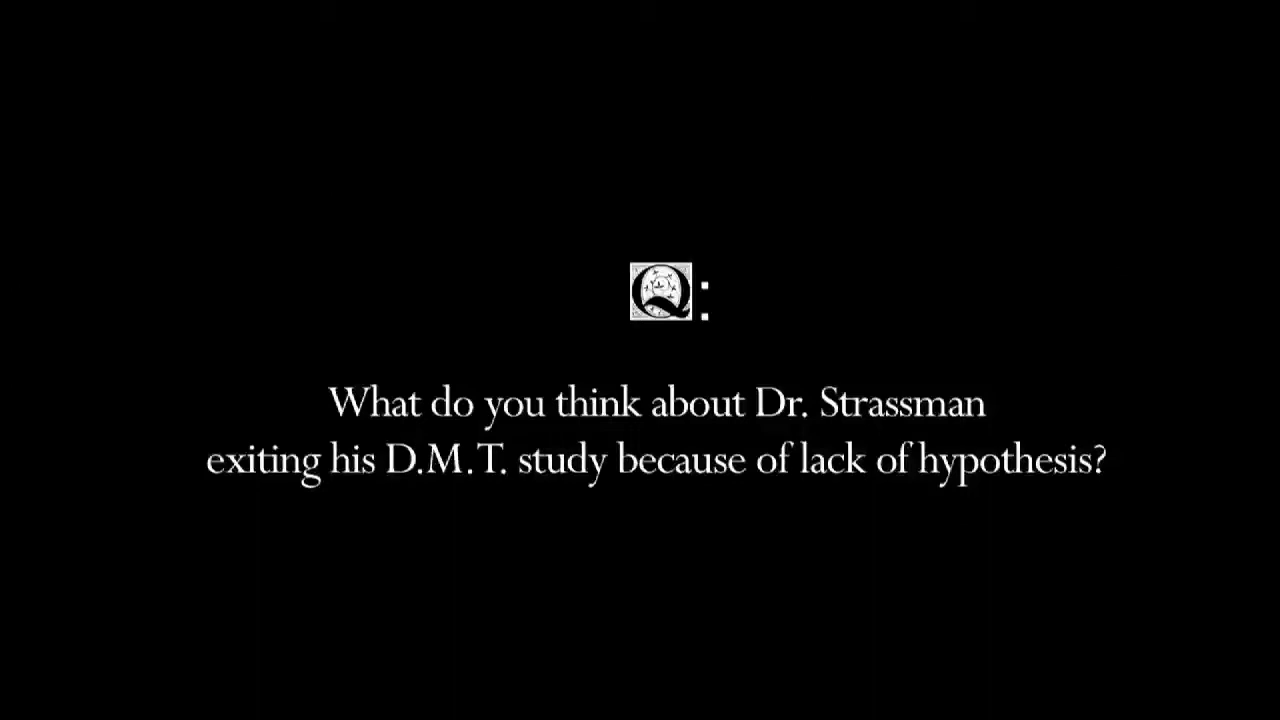 Q:
What do you think about Dr. Strassman
exiting his D.M.T. study because of lack of hypothesis?